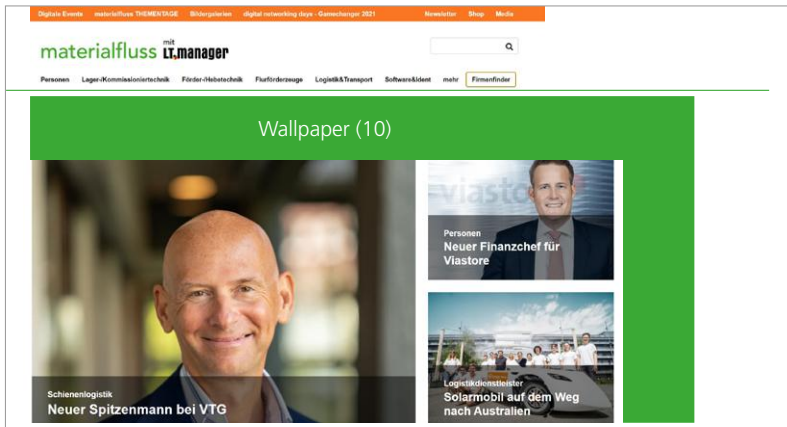 Digitale Events materialfluss THEMENTAGE Bildergalerien digital networking days - Gamechanger 2021 Newsletter Shop Media
materialfluss mit LT.manager
Personen Lager-/Kommissioniertechnik Förder-/Hebetechnik Flurförderzeuge Logistik&Transport Software&Ident mehr Firmenfinder
Wallpaper (10)
viastore
Personen
Neuer Finanzchef für
Viastore
Schienenlogistik
Neuer Spitzenmann bei VTG
Logistikdienstleister
Solarmobil auf dem Weg
nach Australien